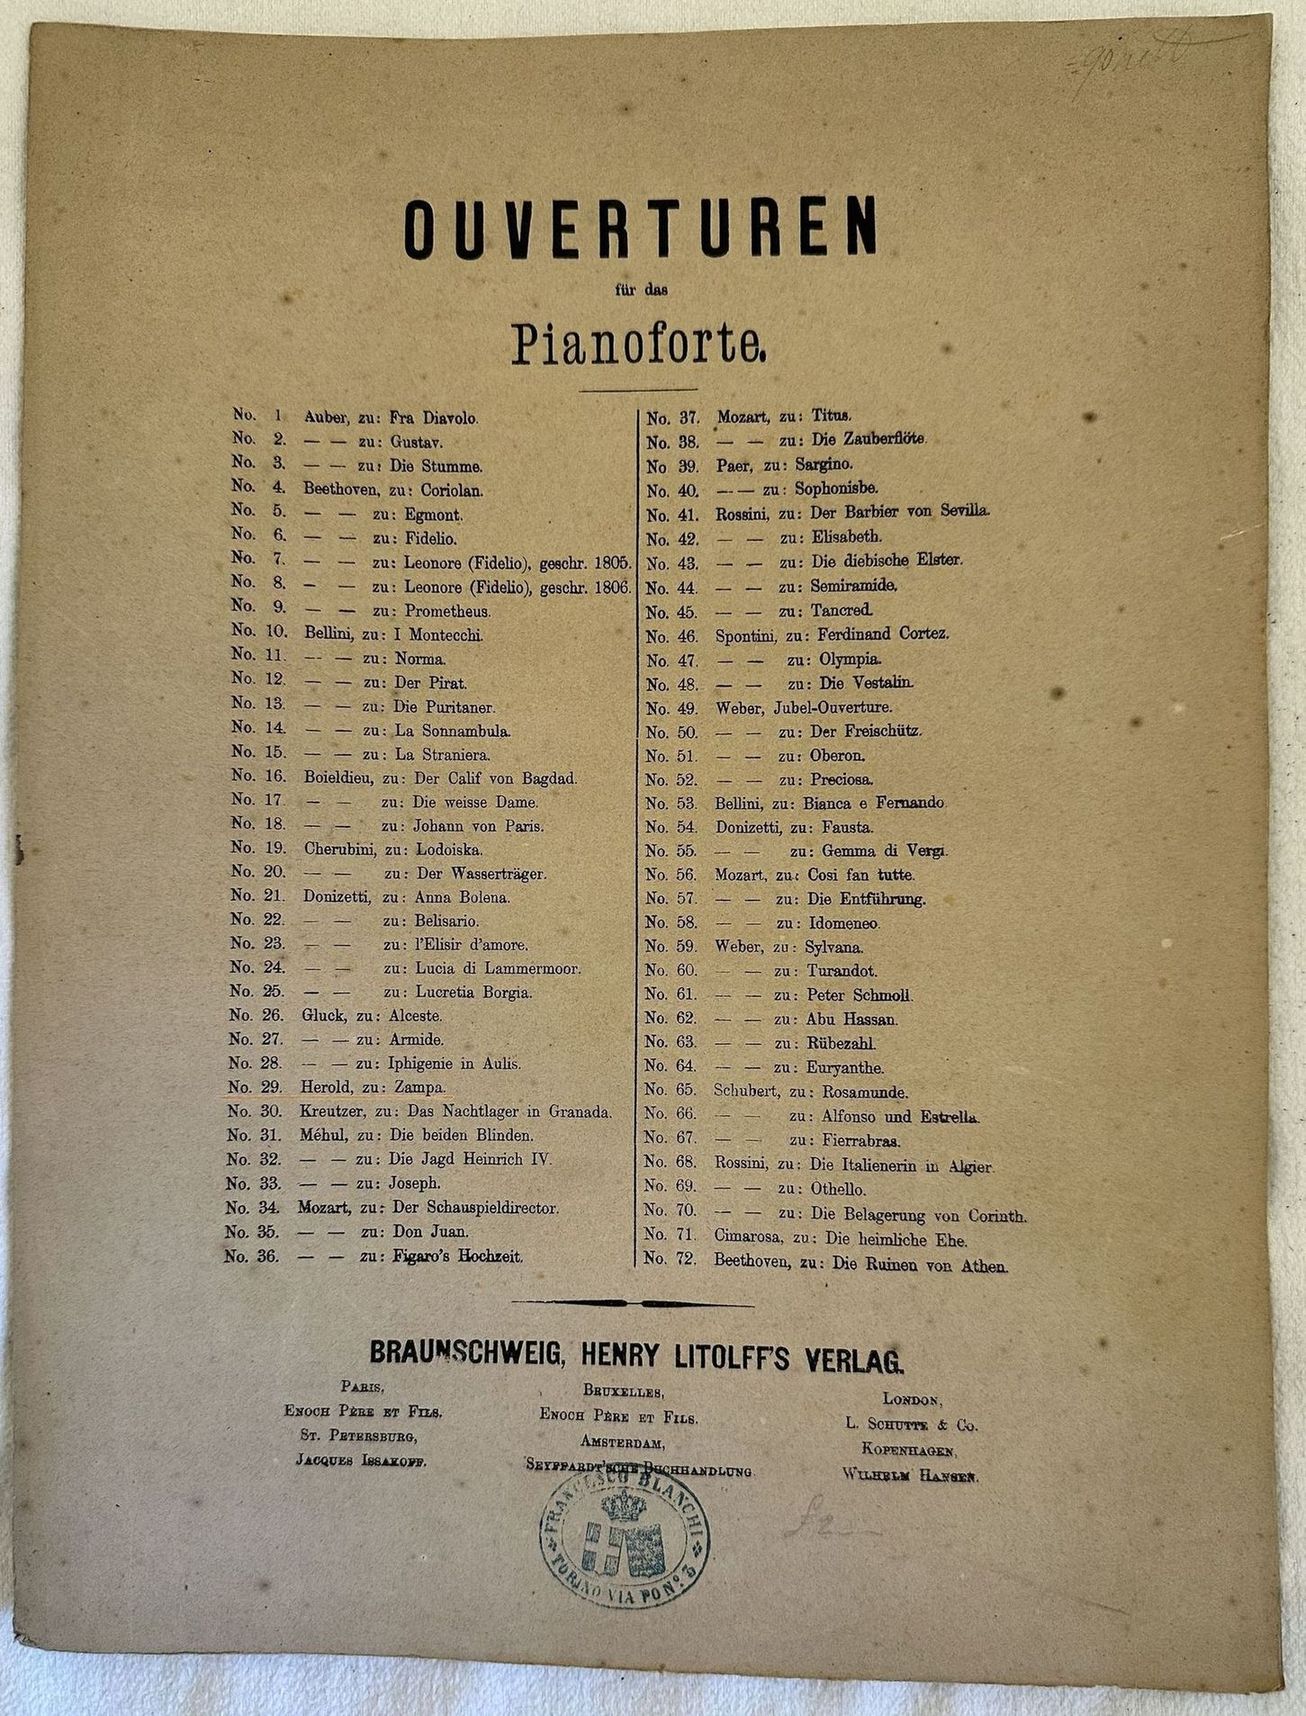 OUVERTUREN
für das
Pianoforte.
No. 1 Auber, zu: Fra Diavolo.
No. 2. — — zu: Gustav.
No. 3. — — zu: Die Stumme.
No. 4. Beethoven, zu: Coriolan.
No. 5. — — zu: Egmont.
No. 6. — — zu: Fidelio.
No. 7. — — zu: Leonore (Fidelio), geschr. 1805.
No. 8. — — zu: Leonore (Fidelio), geschr. 1806.
No. 9. — — zu: Prometheus.
No. 10. Bellini, zu: I Montecchi.
No. 11. — — zu: Norma.
No. 12. — — zu: Der Pirat.
No. 13. — — zu: Die Puritaner.
No. 14. — — zu: La Sonnambula.
No. 15. — — zu: La Straniera.
No. 16. Boieldieu, zu: Der Calif von Bagdad.
No. 17. — — zu: Die weisse Dame.
No. 18. — — zu: Johann von Paris.
No. 19. Cherubini, zu: Lodoiska.
No. 20. — — zu: Der Wasserträger.
No. 21. Donizetti, zu: Anna Bolena.
No. 22. — — zu: Belisario.
No. 23. — — zu: l'Elisir d'amore.
No. 24. — — zu: Lucia di Lammermoor.
No. 25. — — zu: Lucretia Borgia.
No. 26. Gluck, zu: Alceste.
No. 27. — — zu: Armide.
No. 28. — — zu: Iphigenie in Aulis.
No. 29. Herold, zu: Zampa.
No. 30. Kreutzer, zu: Das Nachtlager in Granada.
No. 31. Méhul, zu: Die beiden Blinden.
No. 32. — — zu: Die Jagd Heinrich IV.
No. 33. — — zu: Joseph.
No. 34. Mozart, zu: Der Schauspieldirector.
No. 35. — — zu: Don Juan.
No. 36. — — zu: Figaro's Hochzeit.
No. 37. Mozart, zu: Titus.
No. 38. — — zu: Die Zauberflöte.
No 39. Paer, zu: Sargino.
No. 40. — — zu: Sophonisbe.
No. 41. Rossini, zu: Der Barbier von Sevilla.
No. 42. — — zu: Elisabeth.
No. 43. — — zu: Die diebische Elster.
No. 44. — — zu: Semiramide.
No. 45. — — zu: Tancred.
No. 46. Spontini, zu: Ferdinand Cortez.
No. 47. — — zu: Olympia.
No. 48. — — zu: Die Vestalin.
No. 49. Weber, Jubel-Ouverture.
No. 50. — — zu: Der Freischütz.
No. 51. — — zu: Oberon.
No. 52. — — zu: Preciosa.
No. 53. Bellini, zu: Bianca e Fernando.
No. 54. Donizetti, zu: Fausta.
No. 55. — — zu: Gemma di Vergi.
No. 56. Mozart, zu: Cosi fan tutte.
No. 57. — — zu: Die Entführung.
No. 58. — — zu: Idomeneo.
No. 59. Weber, zu: Sylvana.
No. 60. — — zu: Turandot.
No. 61. — — zu: Peter Schmoll.
No. 62. — — zu: Abu Hassan.
No. 63. — — zu: Rübezahl.
No. 64. — — zu: Euryanthe.
No. 65. Schubert, zu: Rosamunde.
No. 66. — — zu: Alfonso und Estrella.
No. 67. — — zu: Fierrabras.
No. 68. Rossini, zu: Die Italienerin in Algier.
No. 69. — — zu: Othello.
No. 70. — — zu: Die Belagerung von Corinth.
No. 71. Cimarosa, zu: Die heimliche Ehe.
No. 72. Beethoven, zu: Die Ruinen von Athen.
BRAUNSCHWEIG, HENRY LITOLFF'S VERLAG.
PARIS,
ENOCH PÈRE ET FILS.
ST. PETERSBURG,
JACQUES ISSAKOFF.
BRUXELLES,
ENOCH PÈRE ET FILS.
AMSTERDAM,
SEYFFARDT'SCHE BUCHHANDLUNG
LONDON,
L. SCHUTTE & CO.
KOPENHAGEN,
WILHELM HANSEN.
FRANCESCO BLANCHI
TORINO VIA PO No. 3